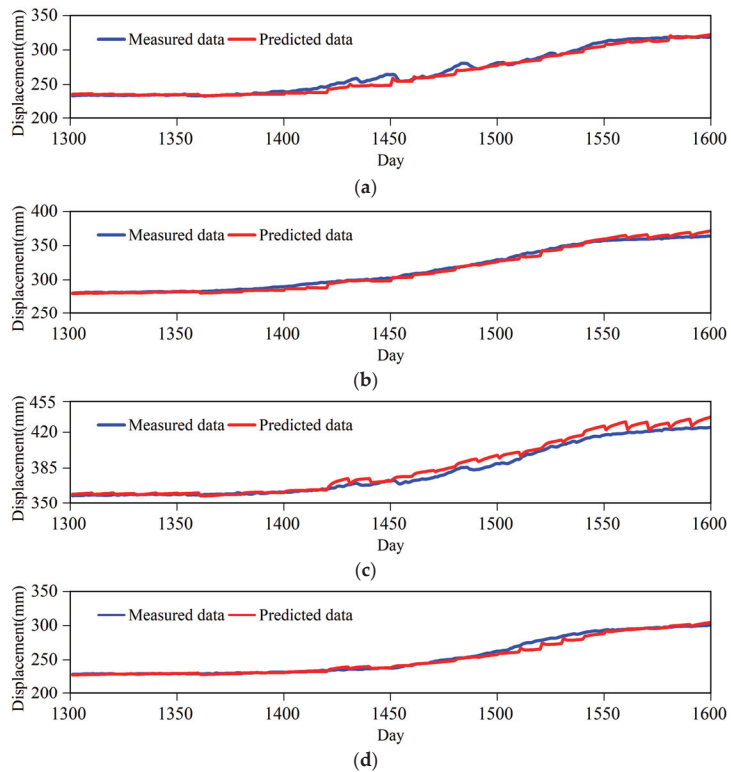 350
Measured data Predicted data
300
250
200
Displacement(mm)
1300 1350 1400 1450 1500 1550 1600
Day
(a)
400
Measured data Predicted data
350
300
250
Displacement(mm)
1300 1350 1400 1450 1500 1550 1600
Day
(b)
455
Measured data Predicted data
420
385
350
Displacement(mm)
1300 1350 1400 1450 1500 1550 1600
Day
(c)
350
Measured data Predicted data
300
250
200
Displacement(mm)
1300 1350 1400 1450 1500 1550 1600
Day
(d)